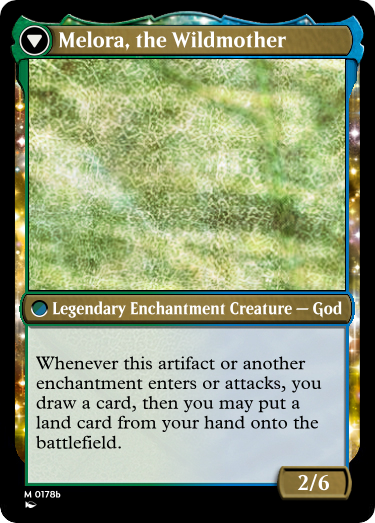 Melora, the Wildmother
Legendary Enchantment Creature — God
Whenever this artifact or another
enchantment enters or attacks, you
draw a card, then you may put a
land card from your hand onto the
battlefield.
2/6
M 0178b